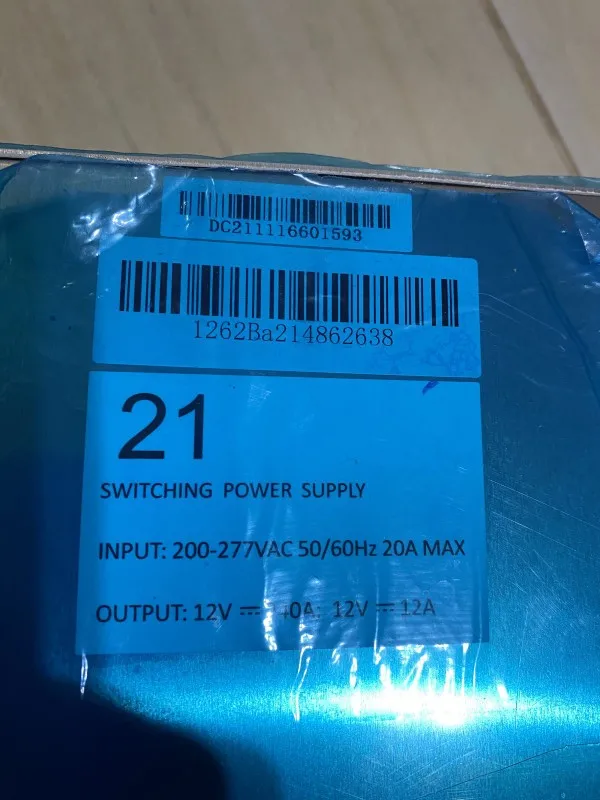 DC211116601593
1262Ba214862638
21
SWITCHING POWER SUPPLY
INPUT: 200-277VAC 50/60Hz 20A MAX
OUTPUT: 12V ⎓ 12V ⎓ 12A